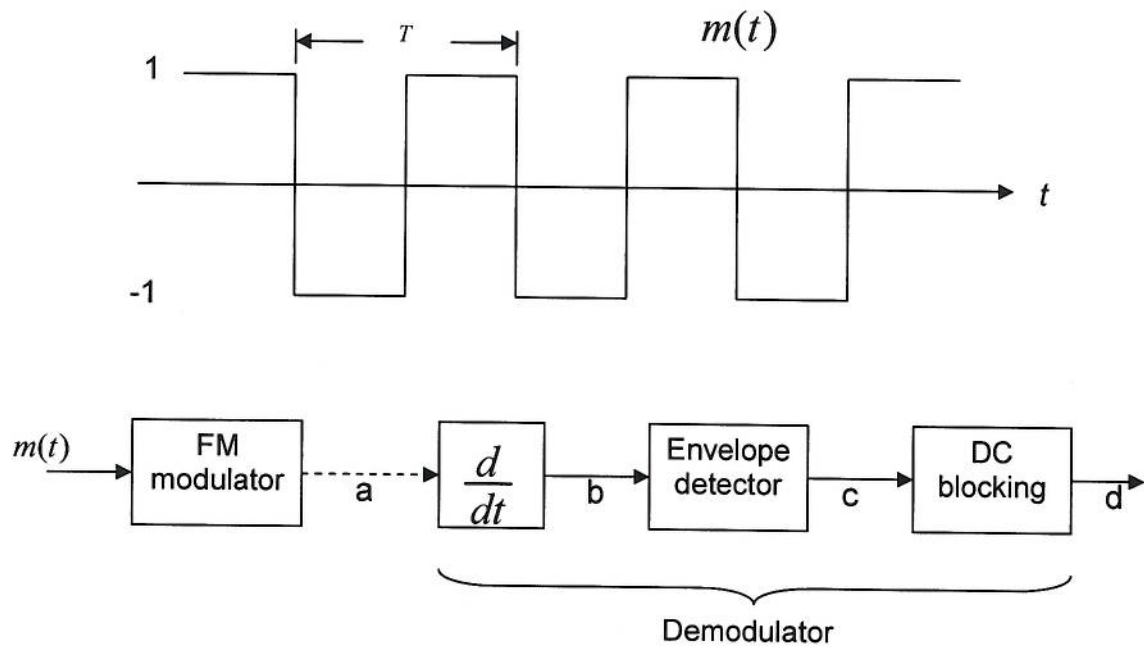 T
m(t)
1
t
-1
m(t)
FM
modulator
a
d
dt
b
Envelope
detector
c
DC
blocking
d
Demodulator